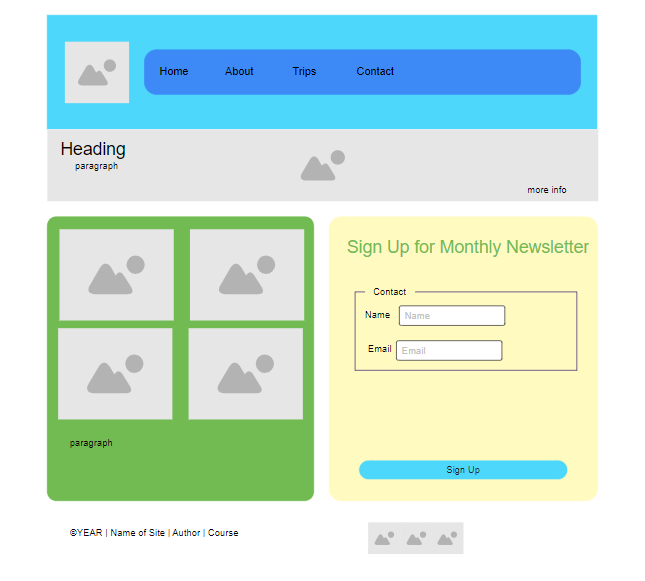 Home About Trips Contact
Heading
paragraph
more info
paragraph
Sign Up for Monthly Newsletter
Contact
Name Name
Email Email
Sign Up
©YEAR | Name of Site | Author | Course